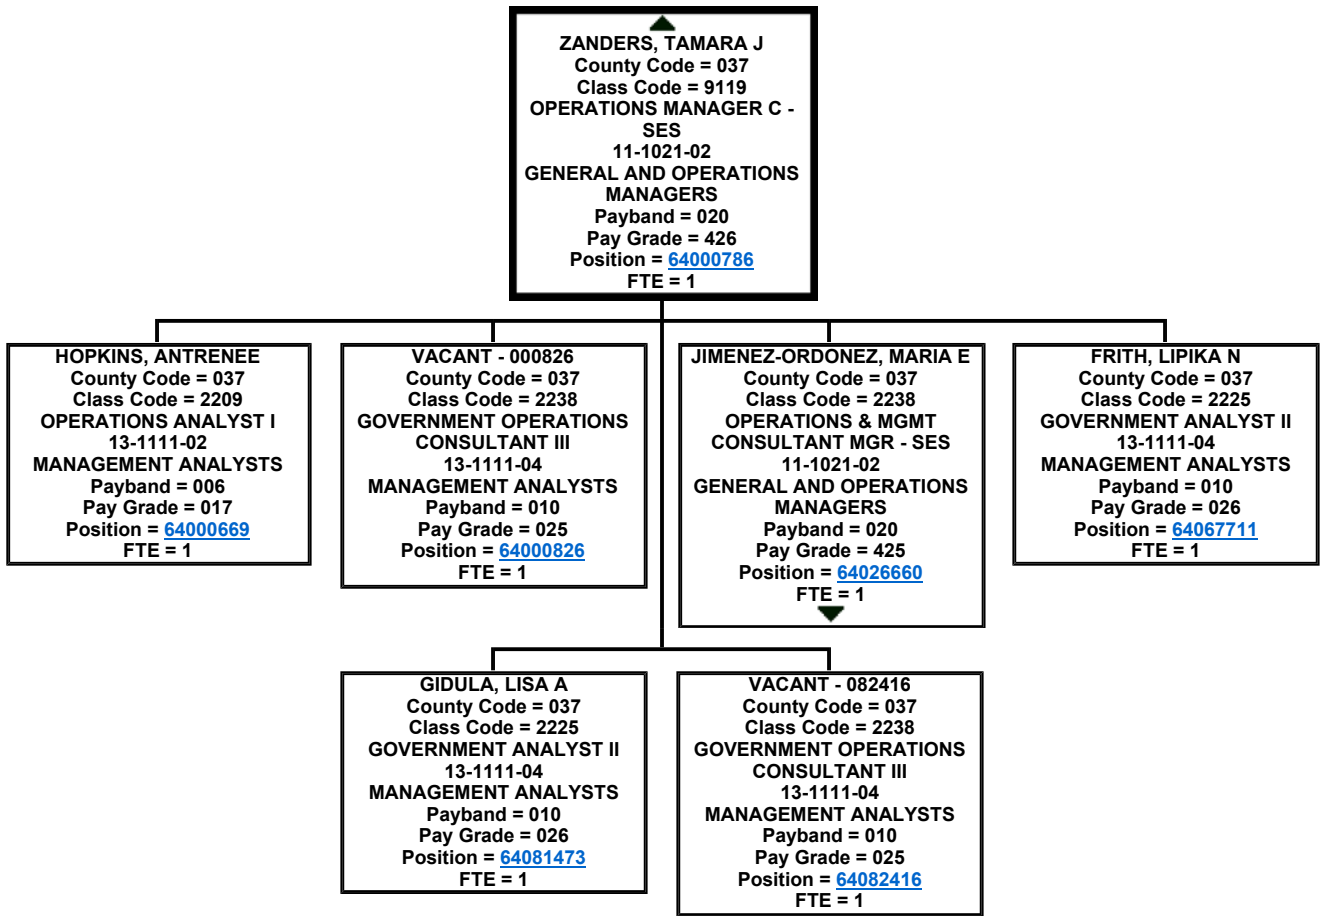 ZANDERS, TAMARA J
County Code = 037
Class Code = 9119
OPERATIONS MANAGER C -
SES
11-1021-02
GENERAL AND OPERATIONS
MANAGERS
Payband = 020
Pay Grade = 426
Position = 64000786
FTE = 1
HOPKINS, ANTRENEE
County Code = 037
Class Code = 2209
OPERATIONS ANALYST I
13-1111-02
MANAGEMENT ANALYSTS
Payband = 006
Pay Grade = 017
Position = 64000669
FTE = 1
VACANT - 000826
County Code = 037
Class Code = 2238
GOVERNMENT OPERATIONS
CONSULTANT III
13-1111-04
MANAGEMENT ANALYSTS
Payband = 010
Pay Grade = 025
Position = 64000826
FTE = 1
JIMENEZ-ORDONEZ, MARIA E
County Code = 037
Class Code = 2238
OPERATIONS & MGMT
CONSULTANT MGR - SES
11-1021-02
GENERAL AND OPERATIONS
MANAGERS
Payband = 020
Pay Grade = 425
Position = 64026660
FTE = 1
FRITH, LIPIKA N
County Code = 037
Class Code = 2225
GOVERNMENT ANALYST II
13-1111-04
MANAGEMENT ANALYSTS
Payband = 010
Pay Grade = 026
Position = 64067711
FTE = 1
GIDULA, LISA A
County Code = 037
Class Code = 2225
GOVERNMENT ANALYST II
13-1111-04
MANAGEMENT ANALYSTS
Payband = 010
Pay Grade = 026
Position = 64081473
FTE = 1
VACANT - 082416
County Code = 037
Class Code = 2238
GOVERNMENT OPERATIONS
CONSULTANT III
13-1111-04
MANAGEMENT ANALYSTS
Payband = 010
Pay Grade = 025
Position = 64082416
FTE = 1